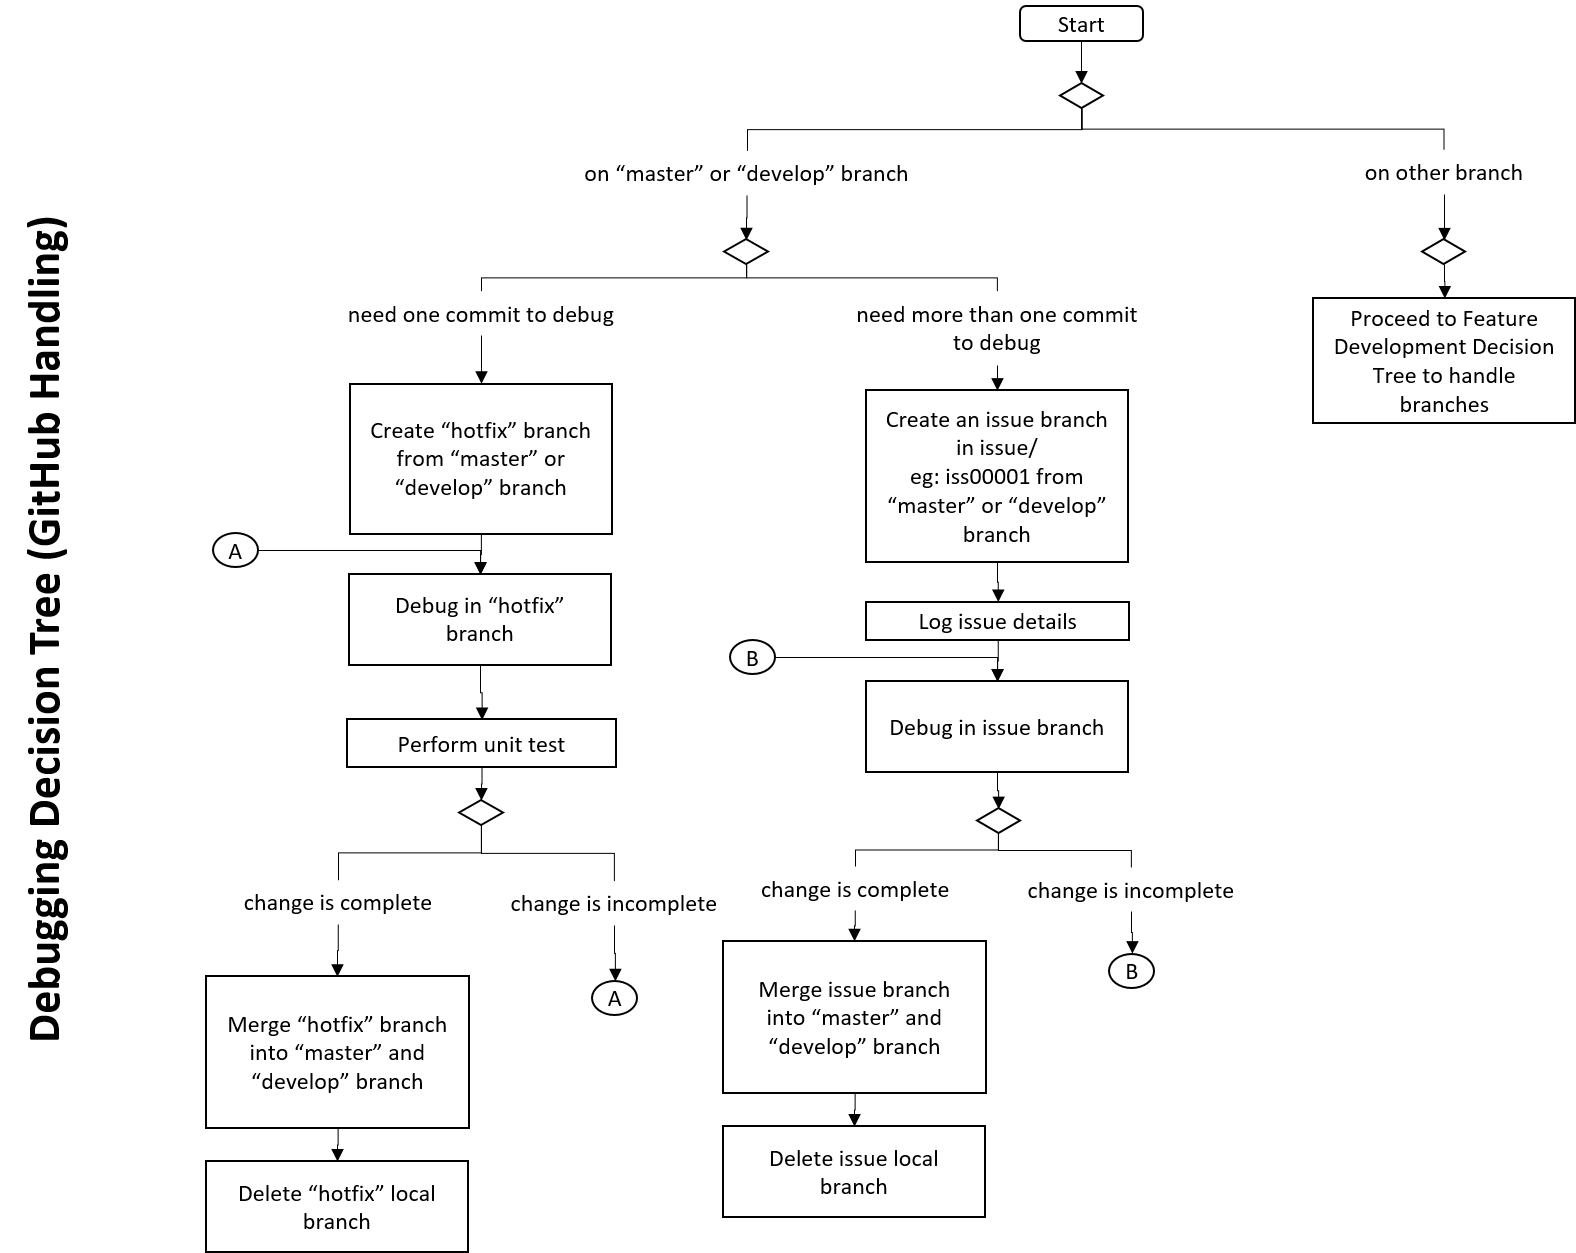 Debugging Decision Tree (GitHub Handling)
Start
on “master” or “develop” branch
on other branch
need one commit to debug
need more than one commit
to debug
Proceed to Feature
Development Decision
Tree to handle
branches
Create “hotfix” branch
from “master” or
“develop” branch
Create an issue branch
in issue/
eg: iss00001 from
“master” or “develop”
branch
A
Debug in “hotfix”
branch
Log issue details
B
Debug in issue branch
Perform unit test
change is complete
change is incomplete
change is complete
change is incomplete
Merge “hotfix” branch
into “master” and
“develop” branch
A
Merge issue branch
into “master” and
“develop” branch
B
Delete “hotfix” local
branch
Delete issue local
branch